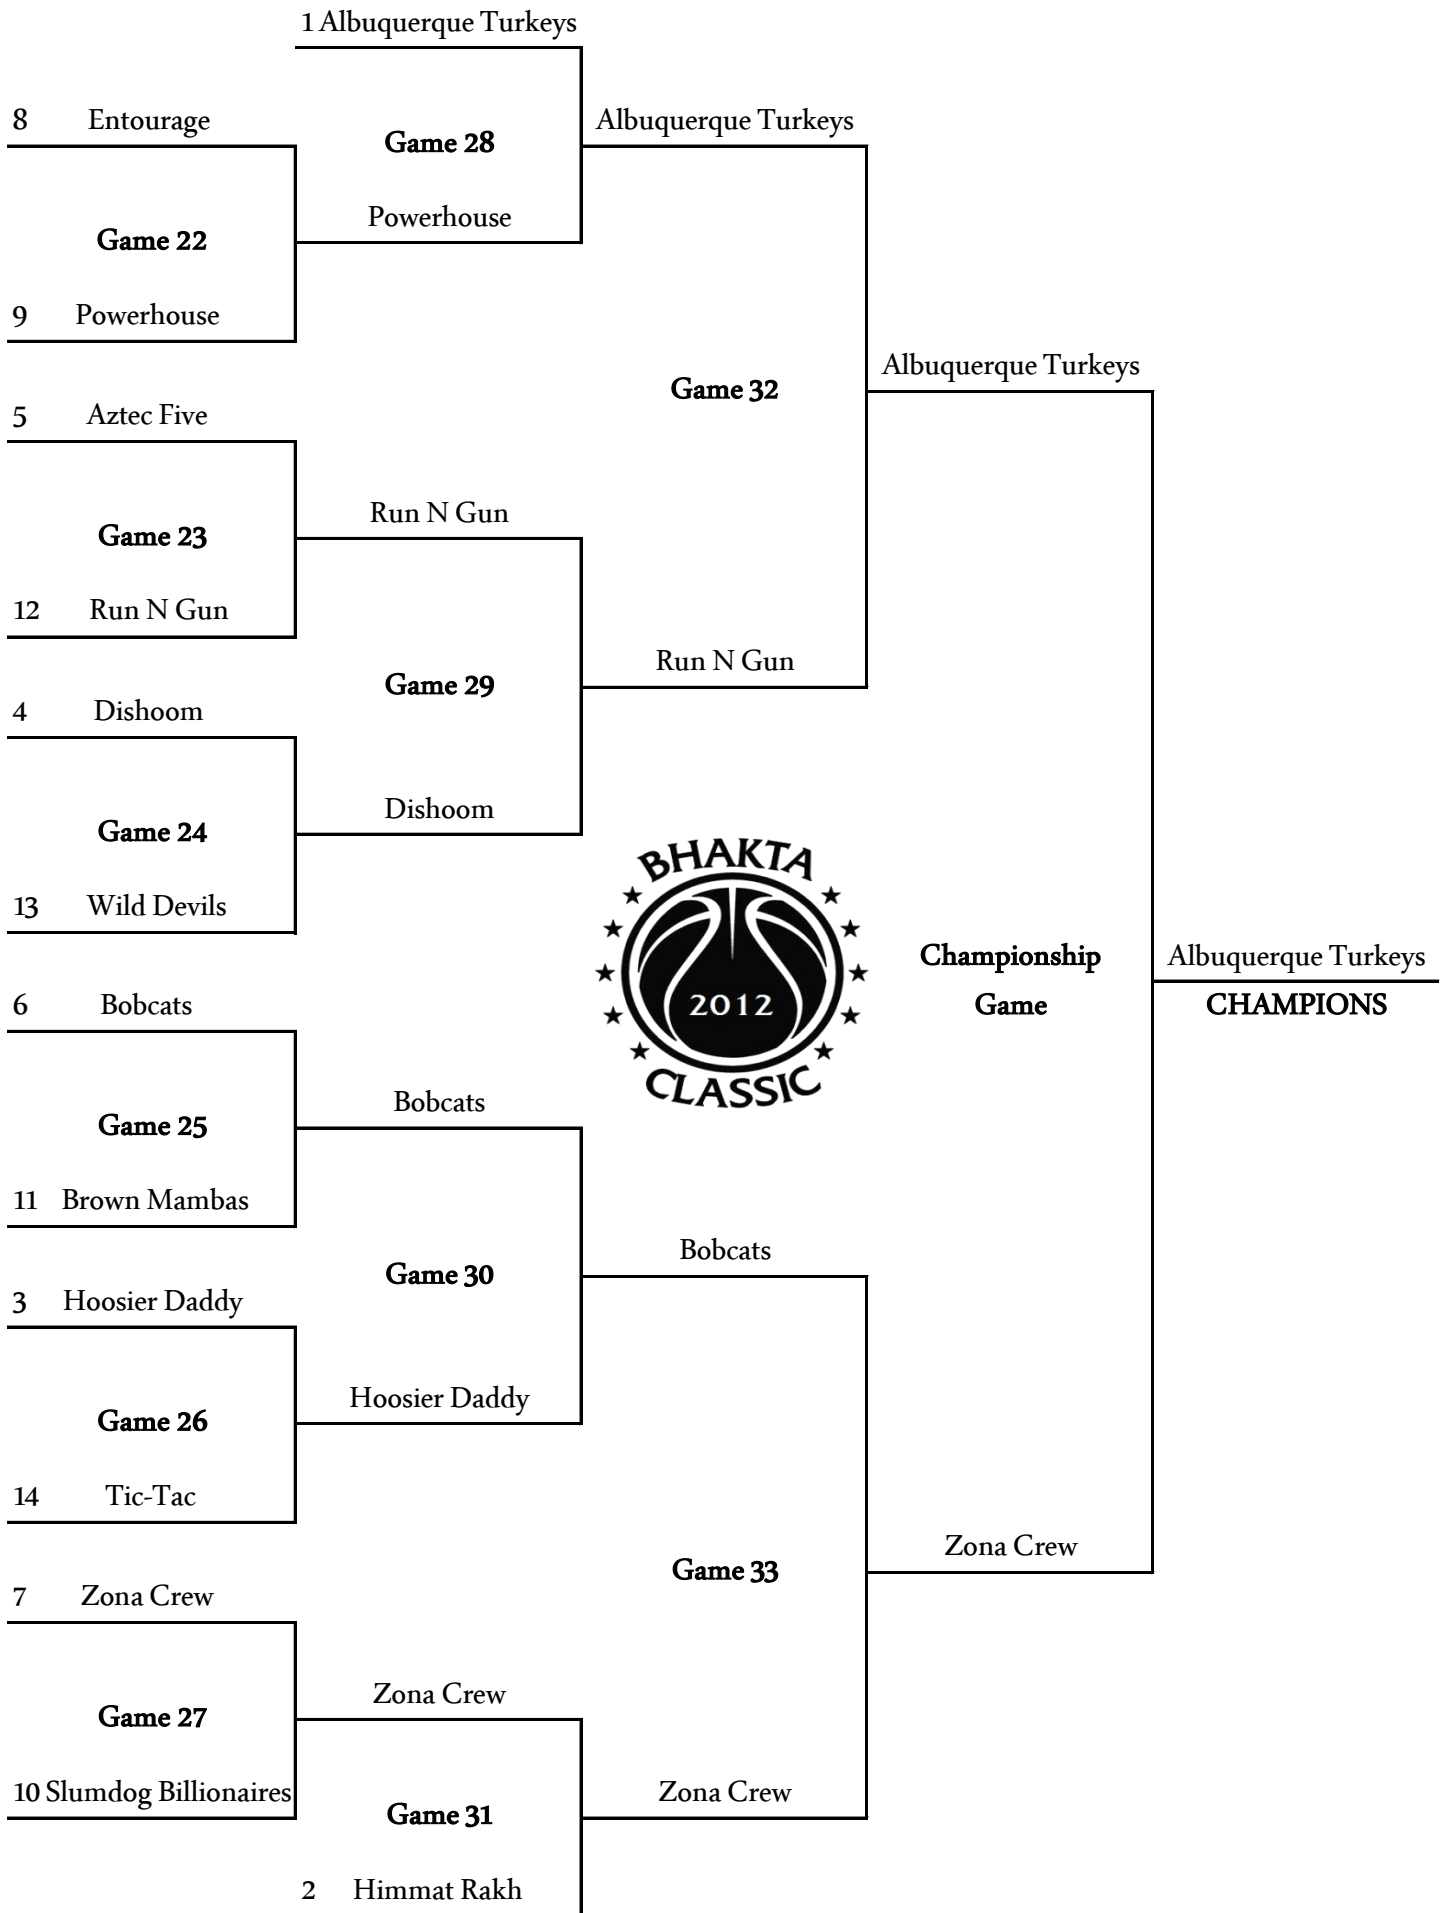 1 Albuquerque Turkeys
8 Entourage
Albuquerque Turkeys
Game 28
Powerhouse
Game 22
9 Powerhouse
Albuquerque Turkeys
Game 32
5 Aztec Five
Run N Gun
Game 23
12 Run N Gun
Run N Gun
Game 29
4 Dishoom
Dishoom
Game 24
13 Wild Devils
BHAKTA
2012
CLASSIC
Championship
Game
Albuquerque Turkeys
CHAMPIONS
6 Bobcats
Bobcats
Game 25
11 Brown Mambas
Bobcats
Game 30
3 Hoosier Daddy
Hoosier Daddy
Game 26
14 Tic-Tac
Zona Crew
Game 33
7 Zona Crew
Zona Crew
Game 27
10 Slumdog Billionaires
Zona Crew
Game 31
2 Himmat Rakh